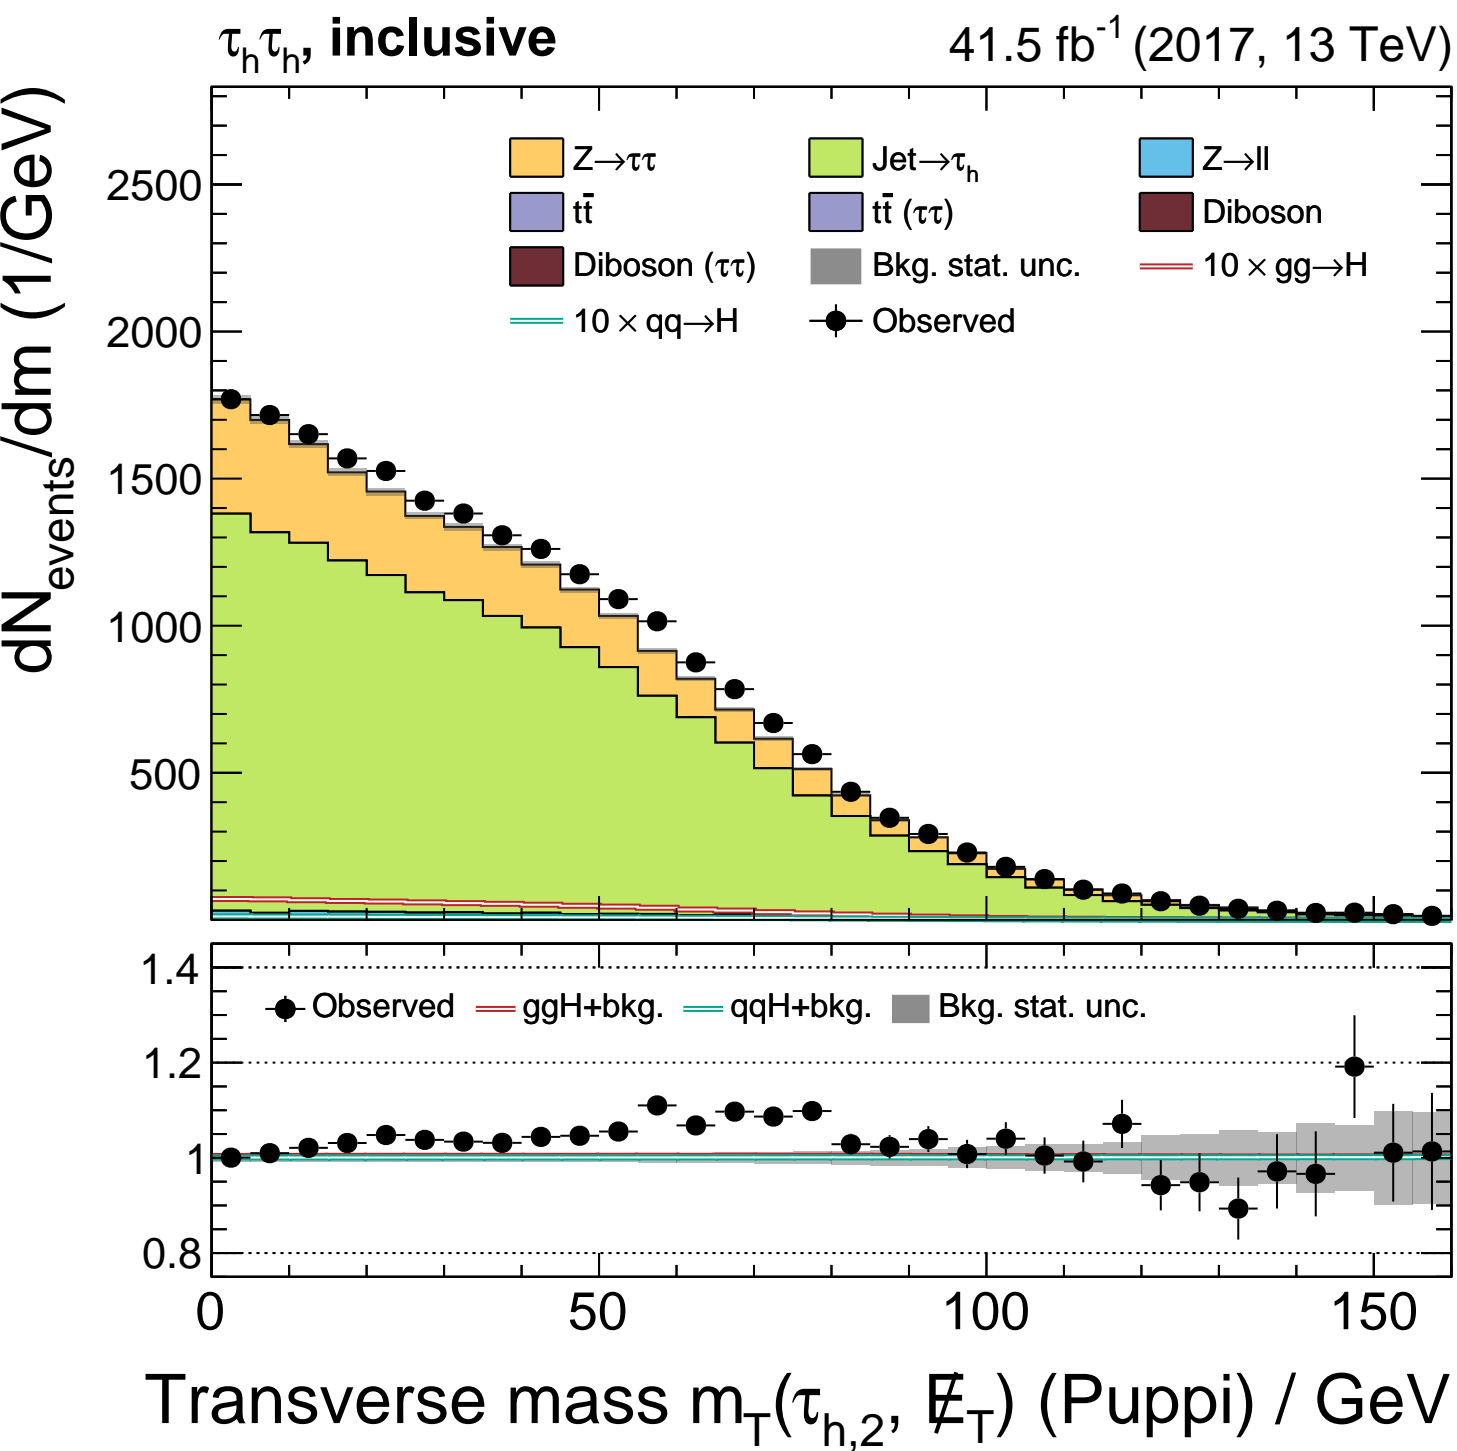 τhτh, inclusive 41.5 fb-1 (2017, 13 TeV)
dNevents/dm (1/GeV)
2500
2000
1500
1000
500
Z→ττ Jet→τh Z→ll
tt̄ tt̄ (ττ) Diboson
Diboson (ττ) Bkg. stat. unc. 10 × gg→H
10 × qq→H Observed
1.4
1.2
1
0.8
Observed ggH+bkg. qqH+bkg. Bkg. stat. unc.
0 50 100 150
Transverse mass mT(τh,2, E̸T) (Puppi) / GeV